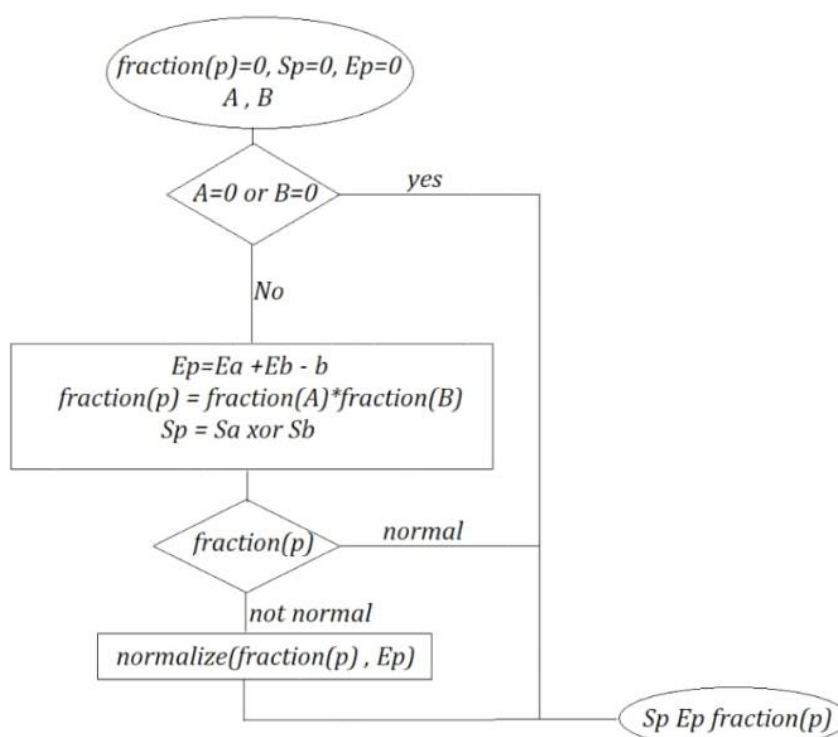 fraction(p)=0, Sp=0, Ep=0
A , B
A=0 or B=0
yes
No
Ep=Ea +Eb - b
fraction(p) = fraction(A)*fraction(B)
Sp = Sa xor Sb
fraction(p)
normal
not normal
normalize(fraction(p) , Ep)
Sp Ep fraction(p)